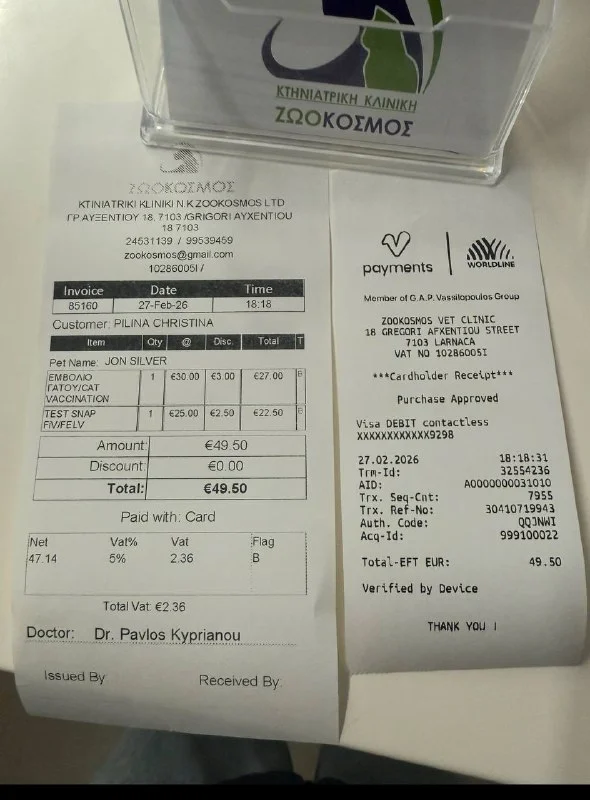 ΚΤΗΝΙΑΤΡΙΚΗ ΚΛΙΝΙΚΗ
ΖΩΟΚΟΣΜΟΣ
ΖΩΟΚΟΣΜΟΣ
KTINIATRIKI KLINIKI N.K ZOOKOSMOS LTD
ΓΡ ΑΥΞΕΝΤΙΟΥ 18, 7103 /GRIGORI AYXENTIOU
18 7103
24531139 / 99539459
zookosmos@gmail.com
10286005I /
Invoice Date Time
85160 27-Feb-26 18:18
Customer: PILINA CHRISTINA
Item Qty @ Disc. Total T
Pet Name: JON SILVER
ΕΜΒΟΛΙΟ 1 €30.00 €3.00 €27.00 B
ΓΑΤΟΥ/CAT
VACCINATION
TEST SNAP 1 €25.00 €2.50 €22.50 B
FIV/FELV
Amount: €49.50
Discount: €0.00
Total: €49.50
Paid with: Card
Net Vat% Vat Flag
47.14 5% 2.36 B
Total Vat: €2.36
Doctor: Dr. Pavlos Kyprianou
Issued By Received By:
payments WORLDLINE
Member of G.A.P. Vassilopoulos Group
ZOOKOSMOS VET CLINIC
18 GREGORI AFXENTIOU STREET
7103 LARNACA
VAT NO 10286005I
***Cardholder Receipt***
Purchase Approved
Visa DEBIT contactless
XXXXXXXXXXXX9298
27.02.2026 18:18:31
Trm-Id: 32554236
AID: A0000000031010
Trx. Seq-Cnt: 7955
Trx. Ref-No: 30410719943
Auth. Code: QQJNWI
Acq-Id: 999100022
Total-EFT EUR: 49.50
Verified by Device
THANK YOU !